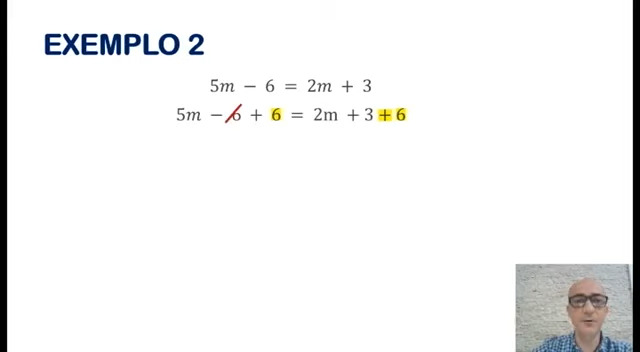 EXEMPLO 2
5m − 6 = 2m + 3
5m − 6 + 6 = 2m + 3 + 6